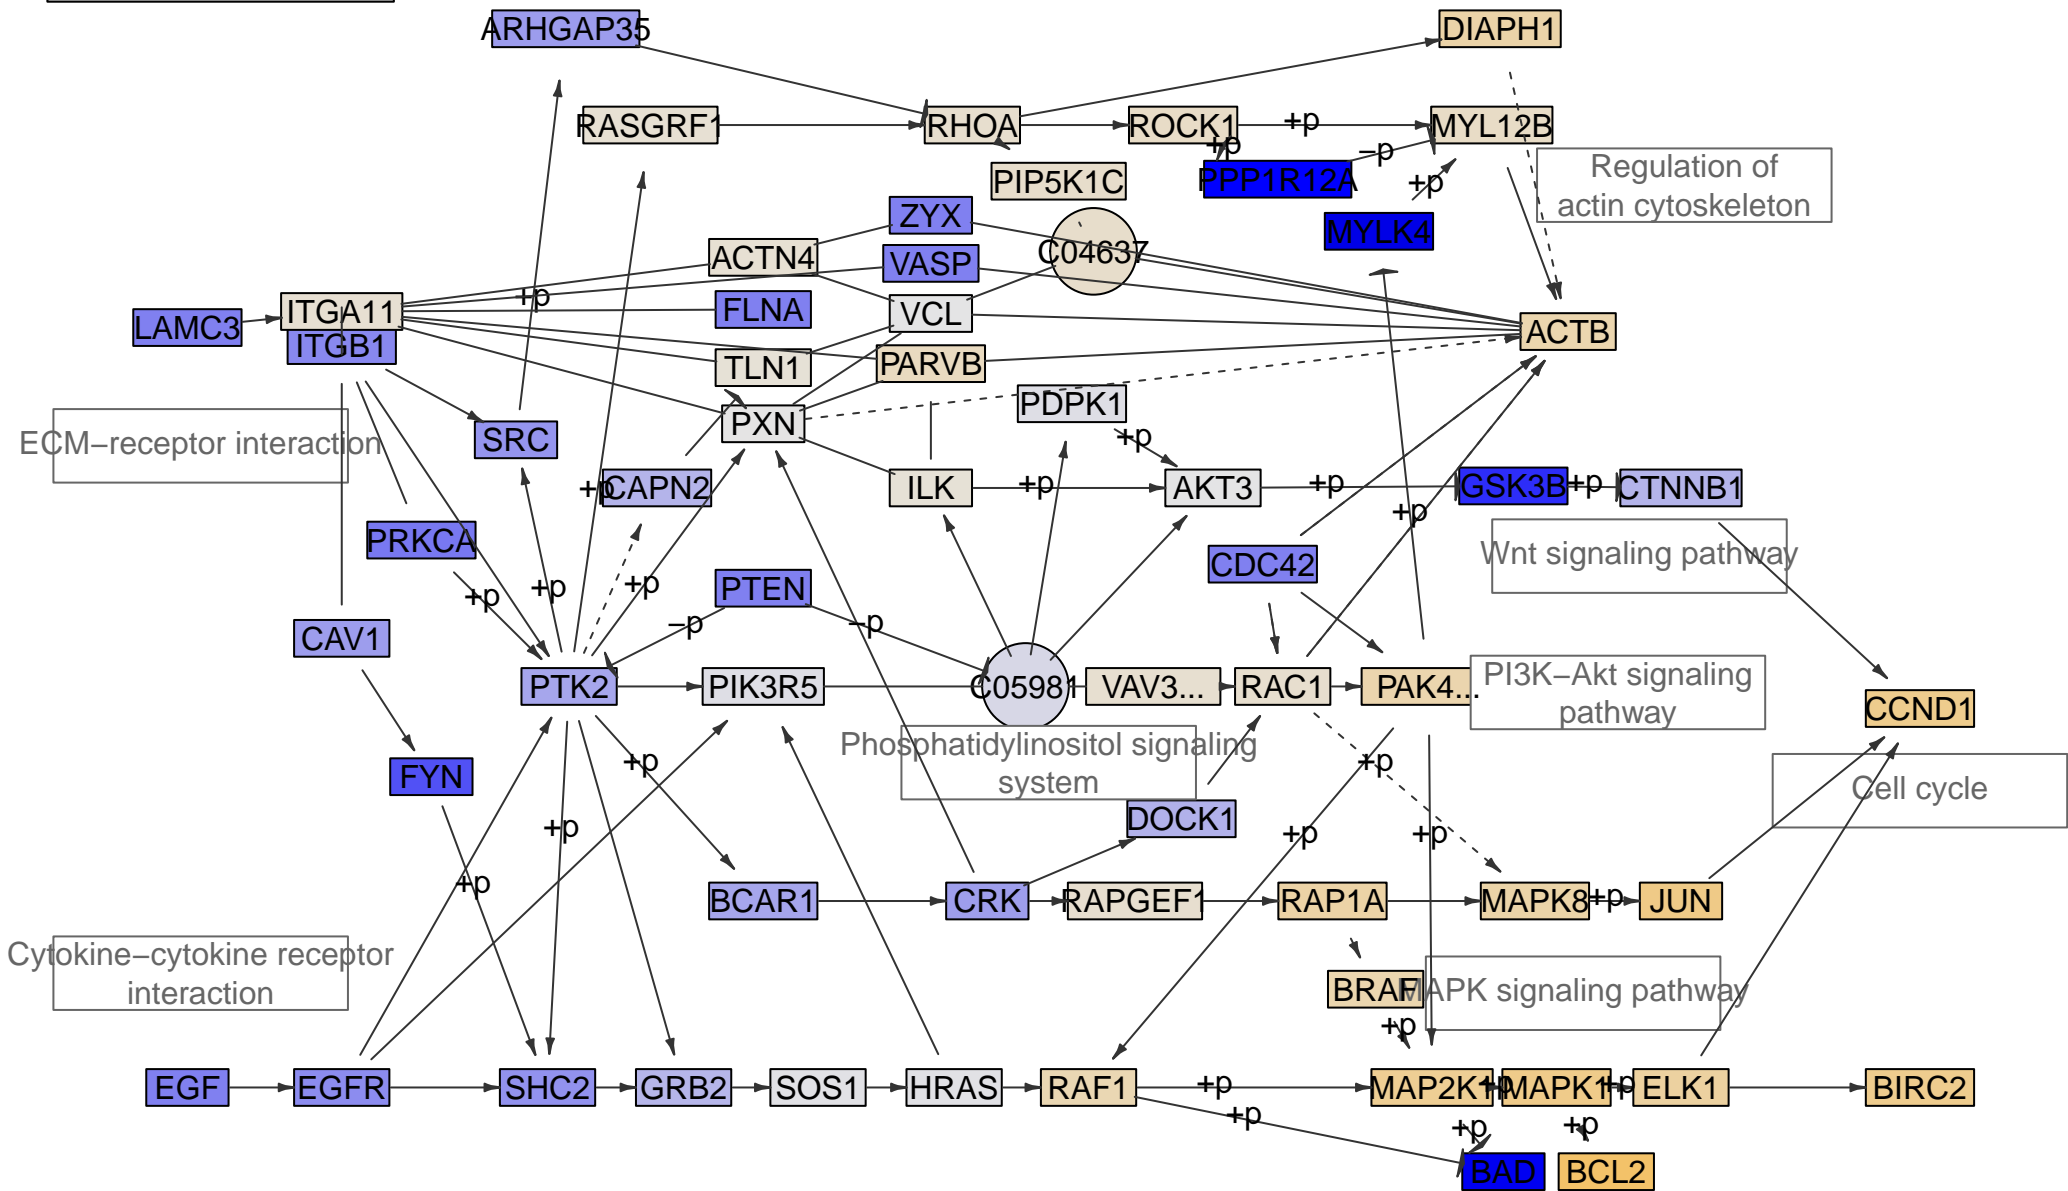 ARHGAP35
DIAPH1
RASGRF1
RHOA
ROCK1
+p
MYL12B
+p
−p
Regulation of
actin cytoskeleton
PIP5K1C
PPP1R12A
+p
ZYX
MYLK4
ACTN4
VASP
C04637
+p
ITGA11
FLNA
VCL
LAMC3
ITGB1
ACTB
TLN1
PARVB
PDPK1
PXN
SRC
+p
ECM−receptor interaction
+p
CAPN2
ILK
+p
AKT3
+p
GSK3B
+p
CTNNB1
+p
PRKCA
Wnt signaling pathway
CDC42
+p
+p
+p
PTEN
−p
−p
CAV1
PTK2
PIK3R5
C05981
VAV3...
RAC1
PAK4...
PI3K−Akt signaling
pathway
CCND1
Phosphatidylinositol signaling
system
+p
+p
FYN
Cell cycle
DOCK1
+p
+p
+p
+p
BCAR1
CRK
RAPGEF1
RAP1A
MAPK8
+p
JUN
Cytokine−cytokine receptor
interaction
BRAF
MAPK signaling pathway
+p
EGF
EGFR
SHC2
GRB2
SOS1
HRAS
RAF1
+p
MAP2K1
+p
MAPK1
+p
ELK1
BIRC2
+p
+p
+p
BAD
BCL2